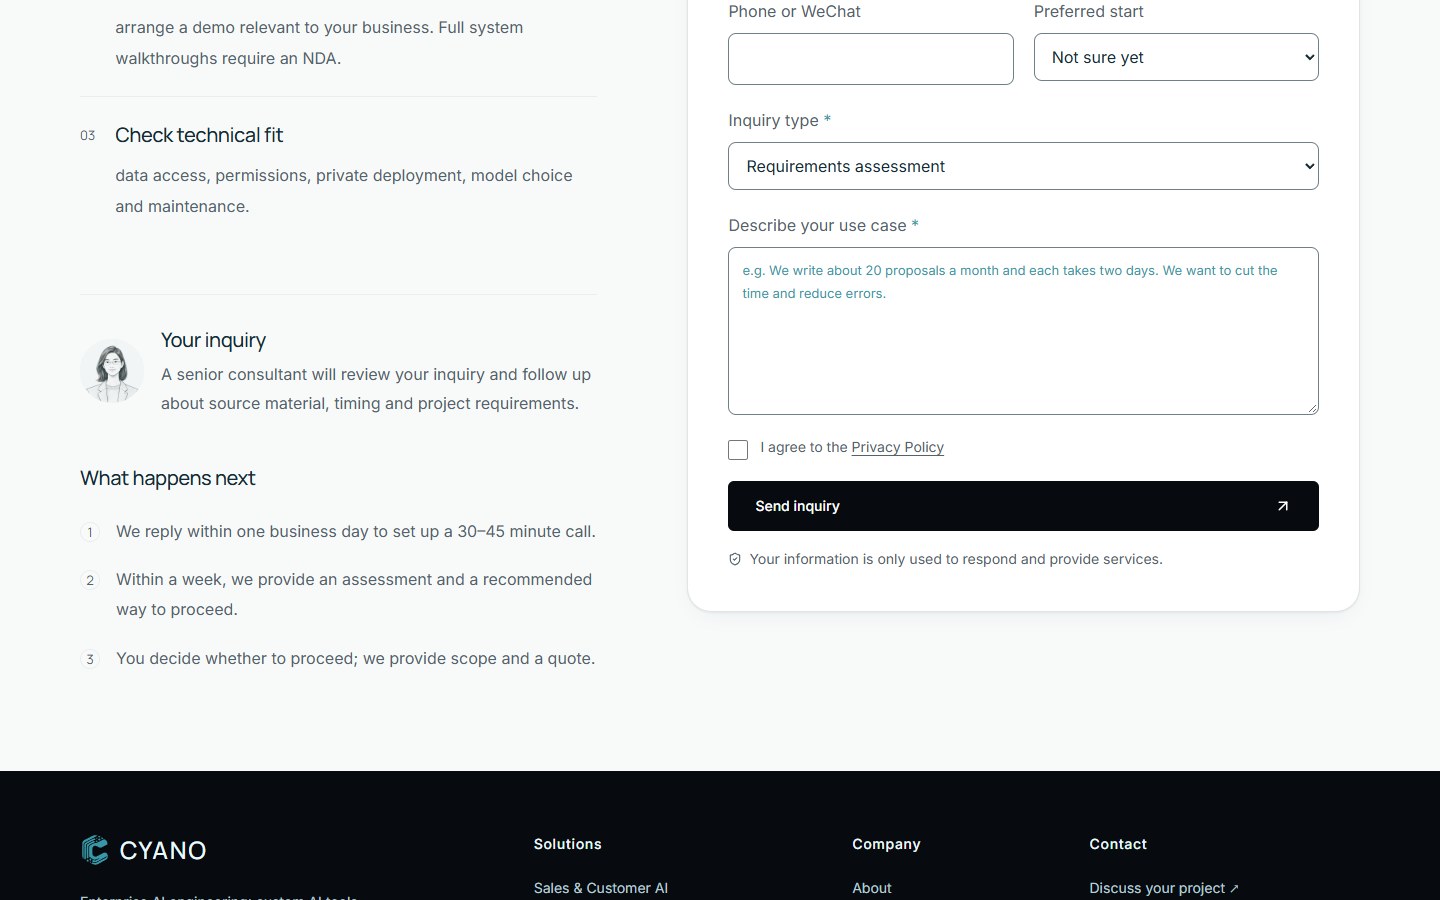 arrange a demo relevant to your business. Full system
walkthroughs require an NDA.
03
Check technical fit
data access, permissions, private deployment, model choice
and maintenance.
Your inquiry
A senior consultant will review your inquiry and follow up
about source material, timing and project requirements.
What happens next
1 We reply within one business day to set up a 30–45 minute call.
2 Within a week, we provide an assessment and a recommended
way to proceed.
3 You decide whether to proceed; we provide scope and a quote.
Phone or WeChat
Preferred start
Not sure yet
Inquiry type *
Requirements assessment
Describe your use case *
e.g. We write about 20 proposals a month and each takes two days. We want to cut the
time and reduce errors.
I agree to the Privacy Policy
Send inquiry
Your information is only used to respond and provide services.
CYANO
Enterprise AI engineering: custom AI tools
Solutions
Sales & Customer AI
Company
About
Contact
Discuss your project ↗